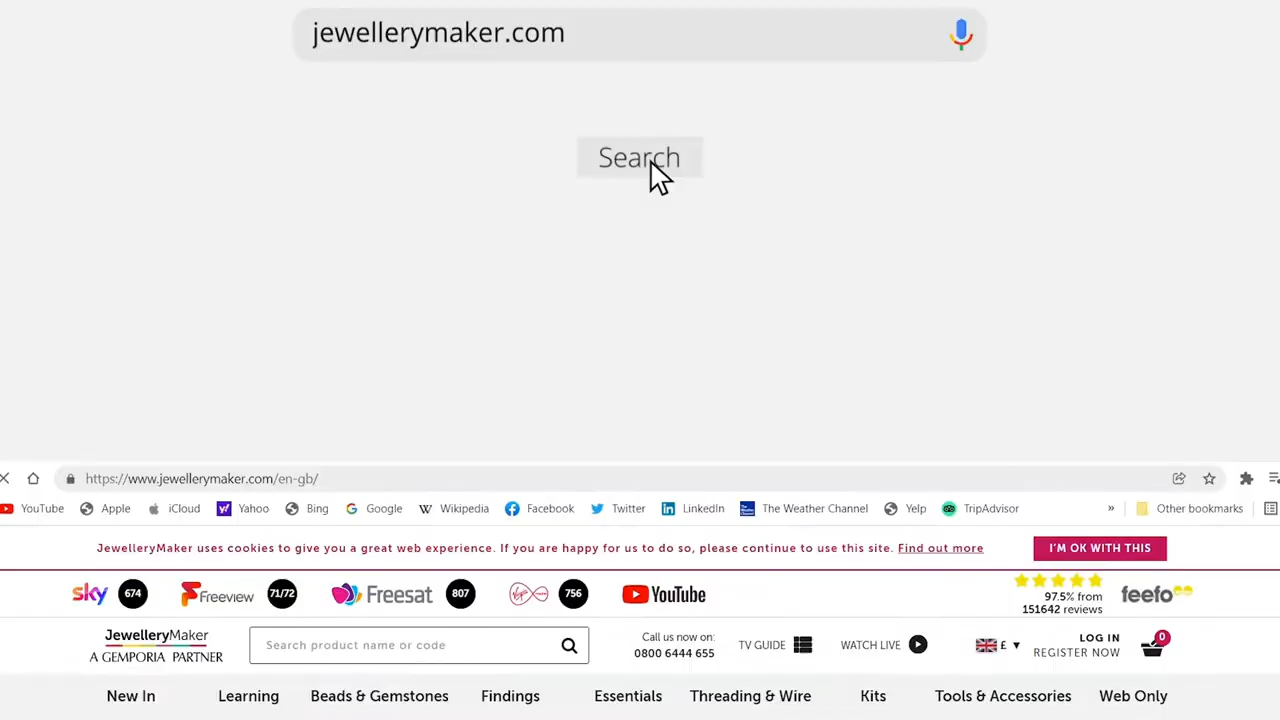 jewellerymaker.com
Search
https://www.jewellerymaker.com/en-gb/
YouTube Apple iCloud Yahoo Bing Google Wikipedia Facebook Twitter LinkedIn The Weather Channel Yelp TripAdvisor » Other bookmarks
JewelleryMaker uses cookies to give you a great web experience. If you are happy for us to do so, please continue to use this site. Find out more I'M OK WITH THIS
sky 674 Freeview 71/72 Freesat 807 Virgin media 756 YouTube
97.5% from
151642 reviews
feefo
JewelleryMaker
A GEMPORIA PARTNER
Search product name or code
Call us now on:
0800 6444 655
TV GUIDE WATCH LIVE £ ▼
LOG IN
REGISTER NOW
0
New In Learning Beads & Gemstones Findings Essentials Threading & Wire Kits Tools & Accessories Web Only